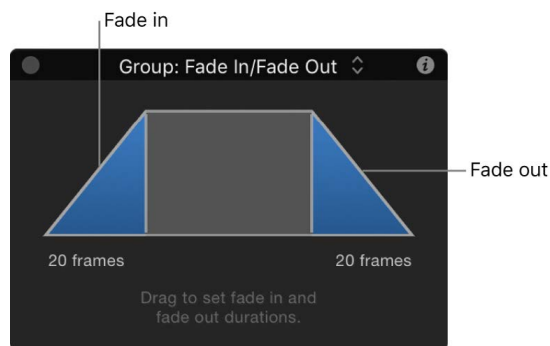 Fade in
Group: Fade In/Fade Out
Fade out
20 frames
20 frames
Drag to set fade in and
fade out durations.